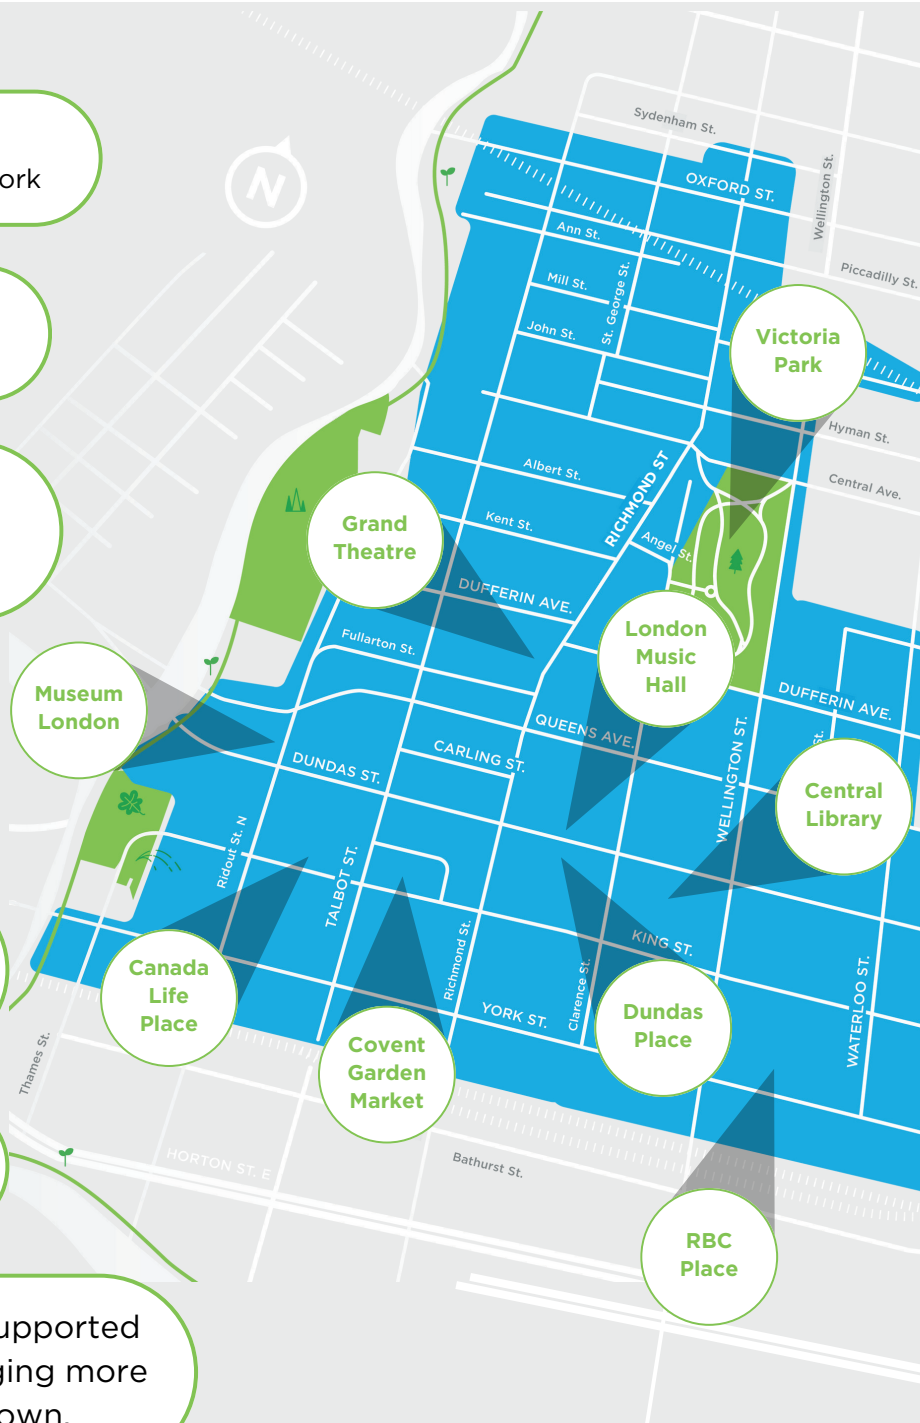 Sydenham St.
ork
OXFORD ST.
Wellington St.
Ann St.
Piccadilly St.
Mill St.
St. George St.
John St.
Victoria
Park
N
Hyman St.
Albert St.
RICHMOND ST
Central Ave.
Kent St.
Grand
Theatre
Angel St.
DUFFERIN AVE.
Fullarton St.
London
Music
Hall
Museum
London
DUFFERIN AVE.
QUEENS AVE.
St.
CARLING ST.
DUNDAS ST.
WELLINGTON ST.
Central
Library
Ridout St. N
TALBOT ST.
KING ST.
Richmond St.
Clarence St.
Canada
Life
Place
YORK ST.
Dundas
Place
WATERLOO ST.
Thames St.
Covent
Garden
Market
HORTON ST. E
Bathurst St.
RBC
Place
upported
ging more
own.